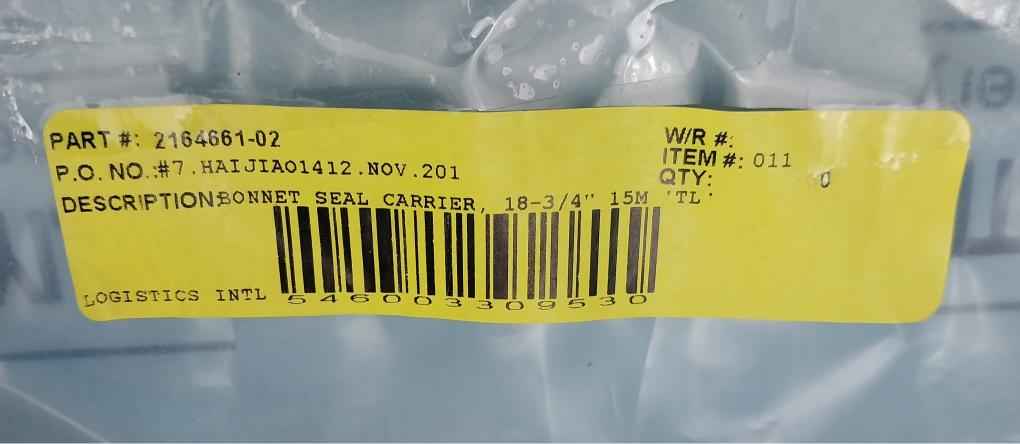 PART #: 2164661-02
P.O. NO.:#7.HAIJIAO1412.NOV.201
DESCRIPTION:BONNET SEAL CARRIER, 18-3/4" 15M 'TL'
W/R #:
ITEM #: 011
QTY: 0
LOGISTICS INTL
546003309530